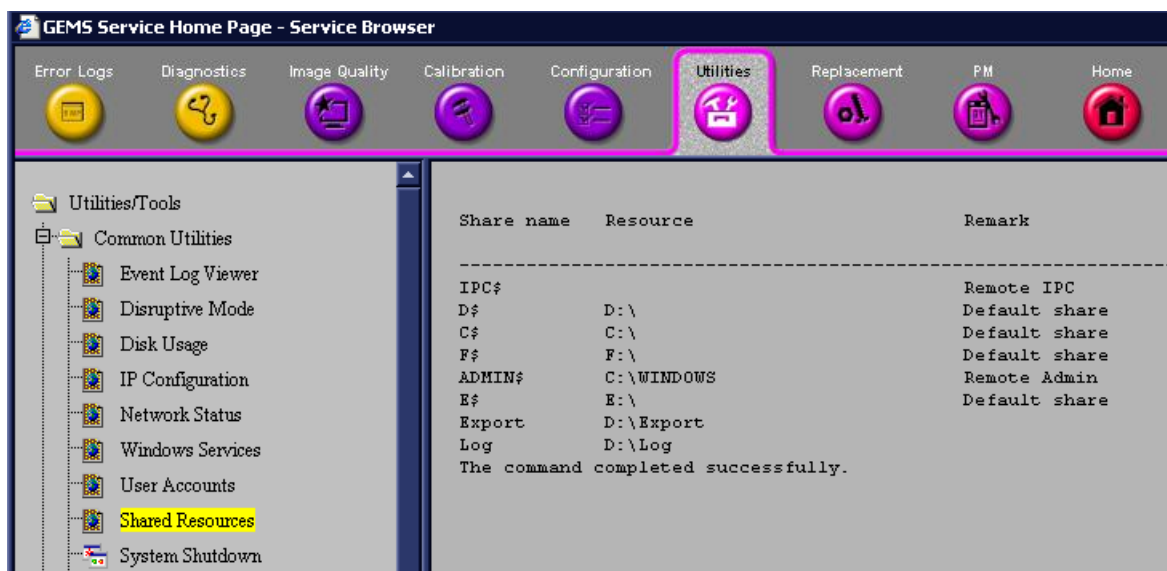 GEMS Service Home Page - Service Browser
Error Logs Diagnostics Image Quality Calibration Configuration Utilities Replacement PM Home
Utilities/Tools
Common Utilities
Event Log Viewer
Disruptive Mode
Disk Usage
IP Configuration
Network Status
Windows Services
User Accounts
Shared Resources
System Shutdown
Share name Resource Remark
-------------------------------------------------------------------------------
IPC$ Remote IPC
D$ D:\ Default share
C$ C:\ Default share
F$ F:\ Default share
ADMIN$ C:\WINDOWS Remote Admin
E$ E:\ Default share
Export D:\Export
Log D:\Log
The command completed successfully.